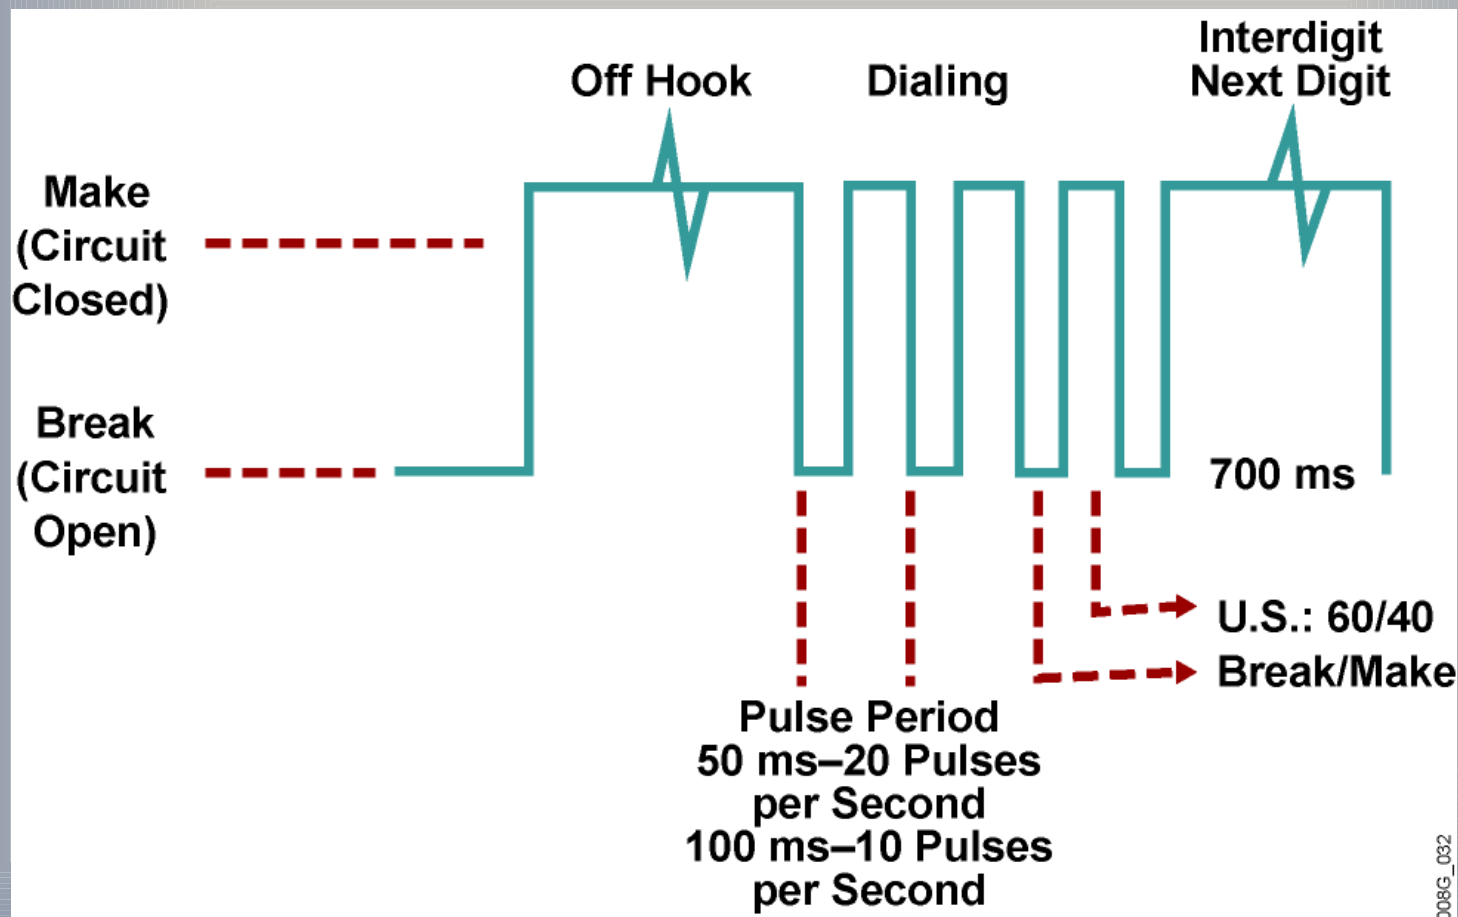 Off Hook
Dialing
Interdigit
Next Digit
Make
(Circuit
Closed)
Break
(Circuit
Open)
700 ms
U.S.: 60/40
Break/Make
Pulse Period
50 ms–20 Pulses
per Second
100 ms–10 Pulses
per Second
008G_032